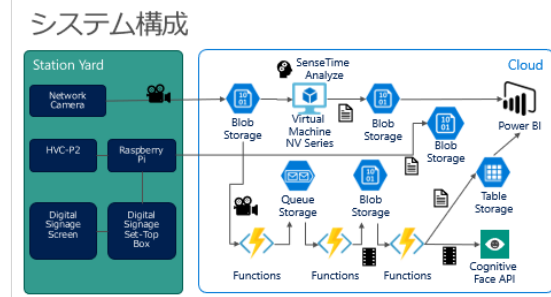 システム構成
Station Yard
Cloud
SenseTime
Analyze
Network
Camera
Blob
Storage
Virtual
Machine
NV Series
Blob
Storage
Power BI
HVC-P2
Raspberry
Pi
Blob
Storage
Queue
Storage
Blob
Storage
Table
Storage
Digital
Signage
Screen
Digital
Signage
Set-Top
Box
Functions
Functions
Functions
Cognitive
Face API